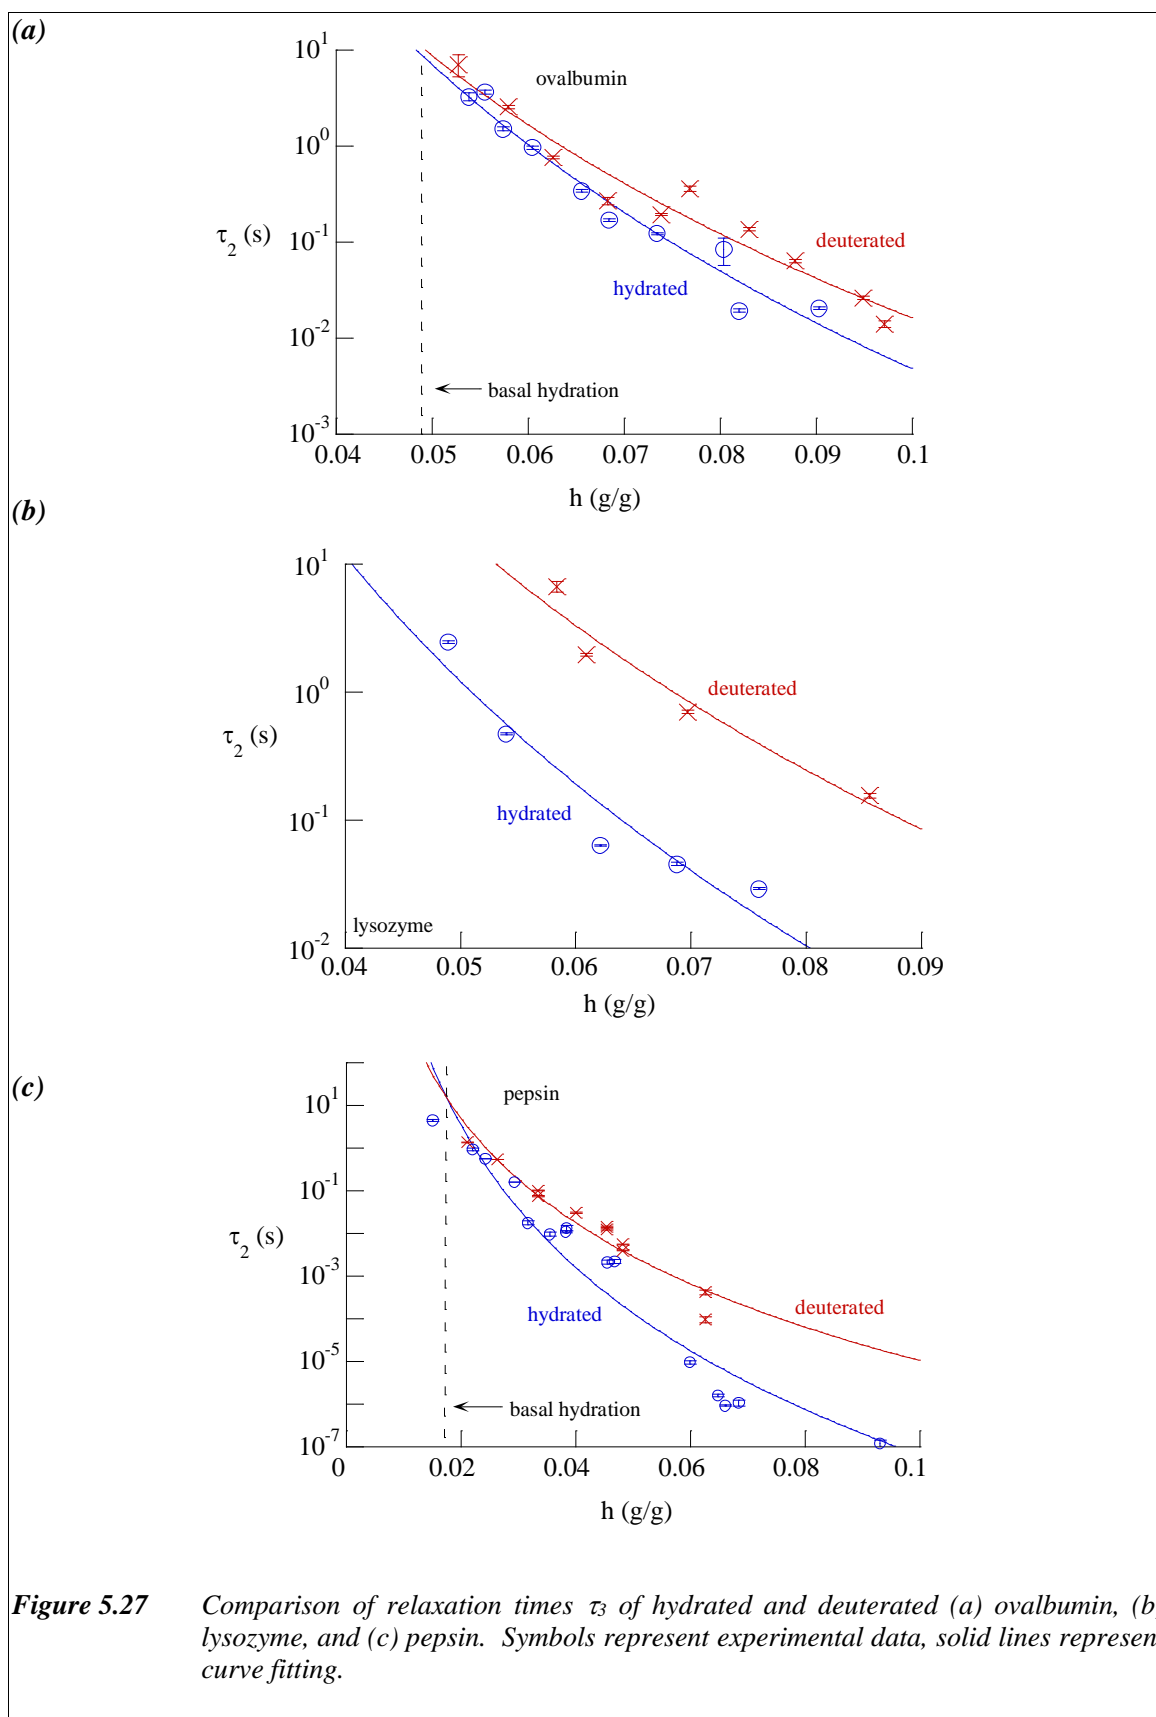 (a)
10^1
ovalbumin
10^0
τ_2 (s)
10^-1
deuterated
hydrated
10^-2
basal hydration
10^-3
0.04 0.05 0.06 0.07 0.08 0.09 0.1
h (g/g)
(b)
10^1
10^0
deuterated
τ_2 (s)
10^-1
hydrated
lysozyme
10^-2
0.04 0.05 0.06 0.07 0.08 0.09
h (g/g)
(c)
pepsin
10^1
10^-1
τ_2 (s)
10^-3
hydrated
deuterated
10^-5
basal hydration
10^-7
0 0.02 0.04 0.06 0.08 0.1
h (g/g)
Figure 5.27 Comparison of relaxation times τ3 of hydrated and deuterated (a) ovalbumin, (b
lysozyme, and (c) pepsin. Symbols represent experimental data, solid lines represen
curve fitting.